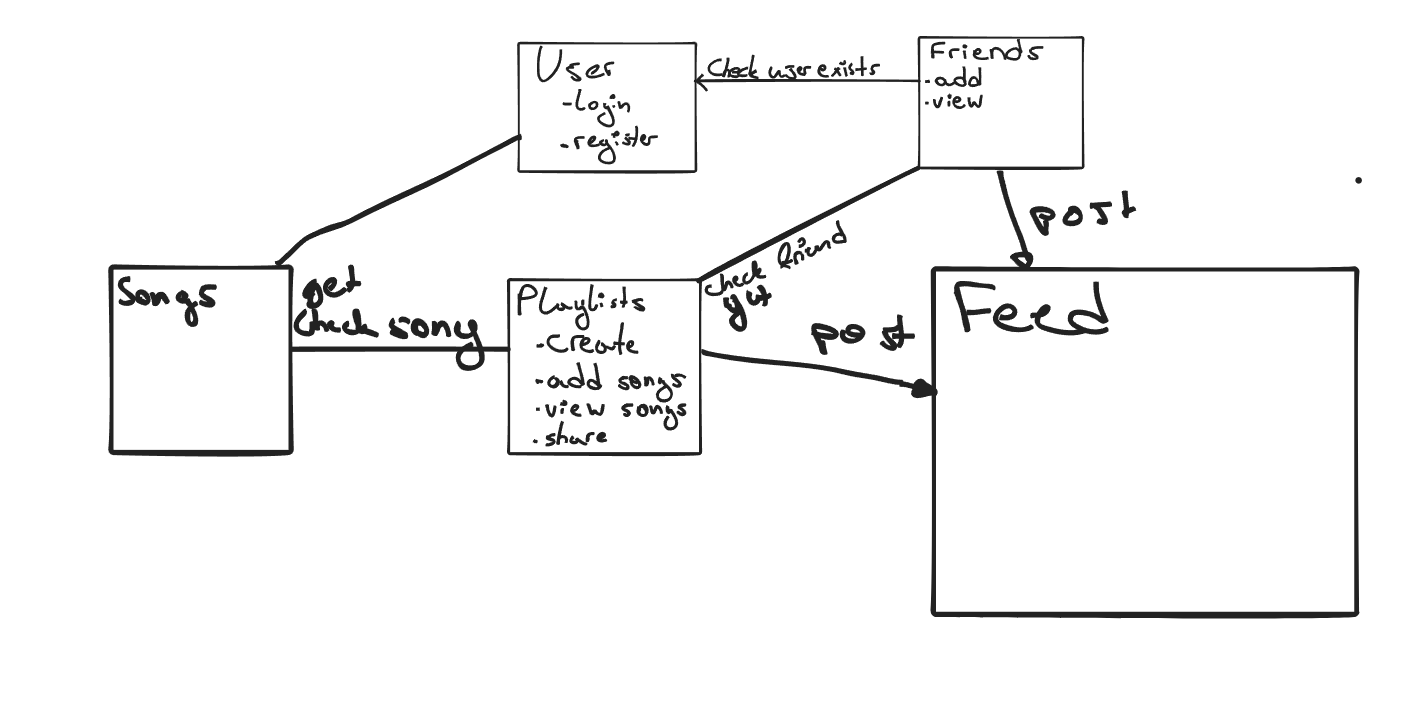 User
-Login
-register
Check user exists
Friends
-add
-view
post
Songs
get
Check song
Playlists
-Create
-add songs
-view songs
-share
Check friend
post
Feed